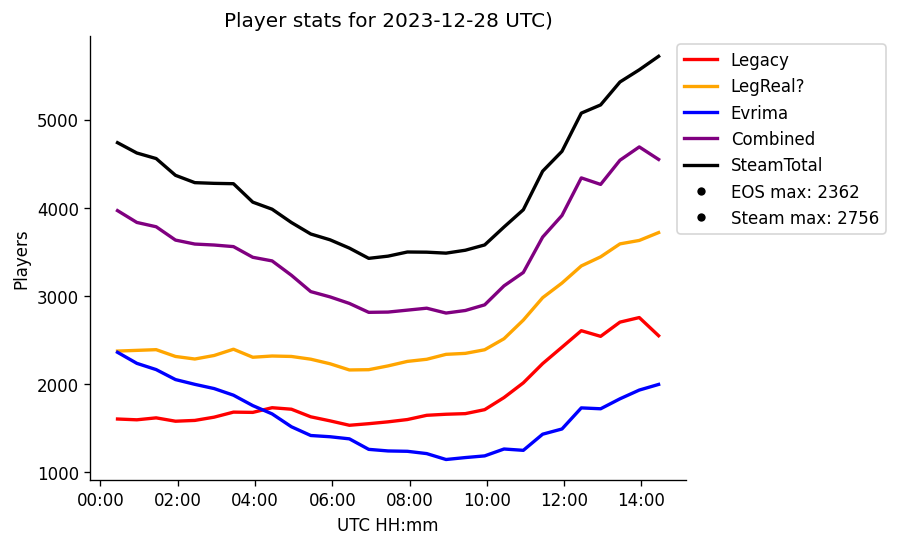 Player stats for 2023-12-28 UTC)
Legacy
LegReal?
Evrima
Combined
SteamTotal
EOS max: 2362
Steam max: 2756
Players
5000
4000
3000
2000
1000
00:00 02:00 04:00 06:00 08:00 10:00 12:00 14:00
UTC HH:mm